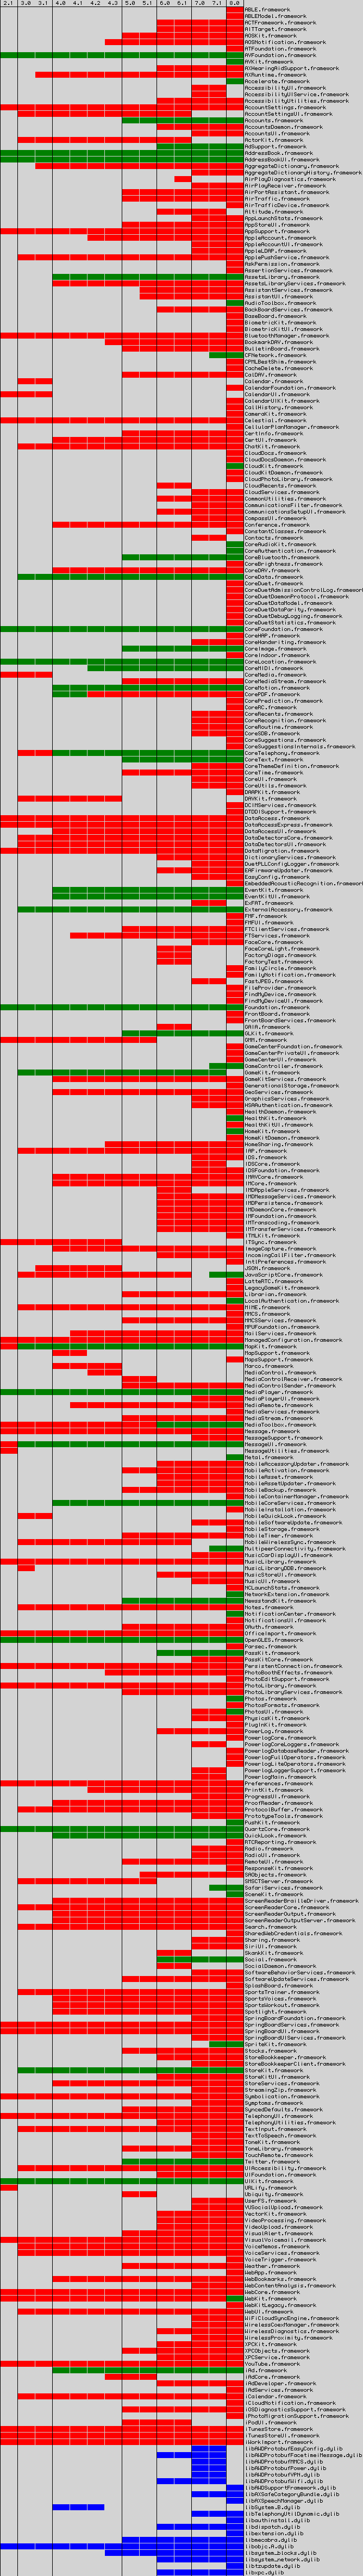 2.1 3.0 3.1 4.0 4.1 4.2 4.3 5.0 5.1 6.0 6.1 7.0 7.1 8.0
ABLE.framework
ABLEModel.framework
ACTFramework.framework
AITTarget.framework
AOSKit.framework
AOSNotification.framework
ATFoundation.framework
AVFoundation.framework
AVKit.framework
AXHearingAidSupport.framework
AXRuntime.framework
Accelerate.framework
AccessibilityUI.framework
AccessibilityUIService.framework
AccessibilityUtilities.framework
AccountSettings.framework
AccountSettingsUI.framework
Accounts.framework
AccountsDaemon.framework
AccountsUI.framework
ActorKit.framework
AdSupport.framework
AddressBook.framework
AddressBookUI.framework
AggregateDictionary.framework
AggregateDictionaryHistory.framework
AirPlayDiagnostics.framework
AirPlayReceiver.framework
AirPortAssistant.framework
AirTraffic.framework
AirTrafficDevice.framework
Altitude.framework
AppLaunchStats.framework
AppStoreUI.framework
AppSupport.framework
AppleAccount.framework
AppleAccountUI.framework
AppleLDAP.framework
ApplePushService.framework
AskPermission.framework
AssertionServices.framework
AssetsLibrary.framework
AssetsLibraryServices.framework
AssistantServices.framework
AssistantUI.framework
AudioToolbox.framework
BackBoardServices.framework
BaseBoard.framework
BiometricKit.framework
BiometricKitUI.framework
BluetoothManager.framework
BookmarkDAV.framework
BulletinBoard.framework
CFNetwork.framework
CPMLBestShim.framework
CacheDelete.framework
CalDAV.framework
Calendar.framework
CalendarFoundation.framework
CalendarUI.framework
CalendarUIKit.framework
CallHistory.framework
CameraKit.framework
Celestial.framework
CellularPlanManager.framework
CertInfo.framework
CertUI.framework
ChatKit.framework
CloudDocs.framework
CloudDocsDaemon.framework
CloudKit.framework
CloudKitDaemon.framework
CloudPhotoLibrary.framework
CloudRecents.framework
CloudServices.framework
CommonUtilities.framework
CommunicationsFilter.framework
CommunicationsSetupUI.framework
CompassUI.framework
Conference.framework
ConstantClasses.framework
Contacts.framework
CoreAudioKit.framework
CoreAuthentication.framework
CoreBluetooth.framework
CoreBrightness.framework
CoreDAV.framework
CoreData.framework
CoreDuet.framework
CoreDuetAdmissionControlLog.framework
CoreDuetDaemonProtocol.framework
CoreDuetDataModel.framework
CoreDuetDataParity.framework
CoreDuetDebugLogging.framework
CoreDuetStatistics.framework
CoreFoundation.framework
CoreHAP.framework
CoreHandwriting.framework
CoreImage.framework
CoreIndoor.framework
CoreLocation.framework
CoreMIDI.framework
CoreMedia.framework
CoreMediaStream.framework
CoreMotion.framework
CorePDF.framework
CorePrediction.framework
CoreRC.framework
CoreRecents.framework
CoreRecognition.framework
CoreRoutine.framework
CoreSDB.framework
CoreSuggestions.framework
CoreSuggestionsInternals.framework
CoreTelephony.framework
CoreText.framework
CoreThemeDefinition.framework
CoreTime.framework
CoreUI.framework
CoreUtils.framework
DAAPKit.framework
DAVKit.framework
DCIMServices.framework
DTDDISupport.framework
DataAccess.framework
DataAccessExpress.framework
DataAccessUI.framework
DataDetectorsCore.framework
DataDetectorsUI.framework
DataMigration.framework
DictionaryServices.framework
DuetPLLConfigLogger.framework
EAFirmwareUpdater.framework
EasyConfig.framework
EmbeddedAcousticRecognition.framework
EventKit.framework
EventKitUI.framework
ExFAT.framework
ExternalAccessory.framework
FMF.framework
FMFUI.framework
FTClientServices.framework
FTServices.framework
FaceCore.framework
FaceCoreLight.framework
FactoryDiags.framework
FactoryTest.framework
FamilyCircle.framework
FamilyNotification.framework
FastJPEG.framework
FileProvider.framework
FindMyDevice.framework
FindMyDeviceUI.framework
Foundation.framework
FrontBoard.framework
FrontBoardServices.framework
GAIA.framework
GLKit.framework
GMM.framework
GameCenterFoundation.framework
GameCenterPrivateUI.framework
GameCenterUI.framework
GameController.framework
GameKit.framework
GameKitServices.framework
GenerationalStorage.framework
GeoServices.framework
GraphicsServices.framework
HSAAuthentication.framework
HealthDaemon.framework
HealthKit.framework
HealthKitUI.framework
HomeKit.framework
HomeKitDaemon.framework
HomeSharing.framework
IAP.framework
IDS.framework
IDSCore.framework
IDSFoundation.framework
IMAVCore.framework
IMCore.framework
IMDAppleServices.framework
IMDMessageServices.framework
IMDPersistence.framework
IMDaemonCore.framework
IMFoundation.framework
IMTranscoding.framework
IMTransferServices.framework
ITMLKit.framework
ITSync.framework
ImageCapture.framework
IncomingCallFilter.framework
IntlPreferences.framework
JSON.framework
JavaScriptCore.framework
LatteRTC.framework
LegacyGameKit.framework
Librarian.framework
LocalAuthentication.framework
MIME.framework
MMCS.framework
MMCSServices.framework
MPUFoundation.framework
MailServices.framework
ManagedConfiguration.framework
MapKit.framework
MapSupport.framework
MapsSupport.framework
Marco.framework
MediaControl.framework
MediaControlReceiver.framework
MediaControlSender.framework
MediaPlayer.framework
MediaPlayerUI.framework
MediaRemote.framework
MediaServices.framework
MediaStream.framework
MediaToolbox.framework
Message.framework
MessageSupport.framework
MessageUI.framework
MessageUtilities.framework
Metal.framework
MobileAccessoryUpdater.framework
MobileActivation.framework
MobileAsset.framework
MobileAssetUpdater.framework
MobileBackup.framework
MobileContainerManager.framework
MobileCoreServices.framework
MobileInstallation.framework
MobileQuickLook.framework
MobileSoftwareUpdate.framework
MobileStorage.framework
MobileTimer.framework
MobileWirelessSync.framework
MultipeerConnectivity.framework
MusicCarDisplayUI.framework
MusicLibrary.framework
MusicLibraryDDB.framework
MusicStoreUI.framework
MusicUI.framework
NCLaunchStats.framework
NetworkExtension.framework
NewsstandKit.framework
Notes.framework
NotificationCenter.framework
NotificationsUI.framework
OAuth.framework
OfficeImport.framework
OpenGLES.framework
Parsec.framework
PassKit.framework
PassKitCore.framework
PersistentConnection.framework
PhotoBoothEffects.framework
PhotoEditSupport.framework
PhotoLibrary.framework
PhotoLibraryServices.framework
Photos.framework
PhotosFormats.framework
PhotosUI.framework
PhysicsKit.framework
PlugInKit.framework
PowerLog.framework
PowerlogCore.framework
PowerlogCoreLoggers.framework
PowerlogDatabaseReader.framework
PowerlogFullOperators.framework
PowerlogLiteOperators.framework
PowerlogLoggerSupport.framework
PowerlogMain.framework
Preferences.framework
PrintKit.framework
ProgressUI.framework
ProofReader.framework
ProtocolBuffer.framework
PrototypeTools.framework
PushKit.framework
QuartzCore.framework
QuickLook.framework
RTCReporting.framework
Radio.framework
RadioUI.framework
RemoteUI.framework
ResponseKit.framework
SAObjects.framework
SMSCTServer.framework
SafariServices.framework
SceneKit.framework
ScreenReaderBrailleDriver.framework
ScreenReaderCore.framework
ScreenReaderOutput.framework
ScreenReaderOutputServer.framework
Search.framework
SharedWebCredentials.framework
Sharing.framework
SiriUI.framework
SkankKit.framework
Social.framework
SocialDaemon.framework
SoftwareBehaviorServices.framework
SoftwareUpdateServices.framework
SplashBoard.framework
SportsTrainer.framework
SportsVoices.framework
SportsWorkout.framework
Spotlight.framework
SpringBoardFoundation.framework
SpringBoardServices.framework
SpringBoardUI.framework
SpringBoardUIServices.framework
SpriteKit.framework
Stocks.framework
StoreBookkeeper.framework
StoreBookkeeperClient.framework
StoreKit.framework
StoreKitUI.framework
StoreServices.framework
StreamingZip.framework
Symbolication.framework
Symptoms.framework
SyncedDefaults.framework
TelephonyUI.framework
TelephonyUtilities.framework
TextInput.framework
TextToSpeech.framework
ToneKit.framework
ToneLibrary.framework
TouchRemote.framework
Twitter.framework
UIAccessibility.framework
UIFoundation.framework
UIKit.framework
URLify.framework
Ubiquity.framework
UserFS.framework
VUSocialUpload.framework
VectorKit.framework
VideoProcessing.framework
VideoUpload.framework
VisualAlert.framework
VisualVoicemail.framework
VoiceMemos.framework
VoiceServices.framework
VoiceTrigger.framework
Weather.framework
WebApp.framework
WebBookmarks.framework
WebContentAnalysis.framework
WebCore.framework
WebKit.framework
WebKitLegacy.framework
WebUI.framework
WiFiCloudSyncEngine.framework
WirelessCoexManager.framework
WirelessDiagnostics.framework
WirelessProximity.framework
XPCKit.framework
XPCObjects.framework
XPCService.framework
YouTube.framework
iAd.framework
iAdCore.framework
iAdDeveloper.framework
iAdServices.framework
iCalendar.framework
iCloudNotification.framework
iOSDiagnosticsSupport.framework
iPhotoMigrationSupport.framework
iPodUI.framework
iTunesStore.framework
iTunesStoreUI.framework
iWorkImport.framework
libAWDProtobufEasyConfig.dylib
libAWDProtobufFacetimeiMessage.dylib
libAWDProtobufMMCS.dylib
libAWDProtobufPower.dylib
libAWDProtobufVPN.dylib
libAWDProtobufWifi.dylib
libAWDSupportFramework.dylib
libAXSafeCategoryBundle.dylib
libAXSpeechManager.dylib
libSystem.B.dylib
libTelephonyUtilDynamic.dylib
libauthinstall.dylib
libdispatch.dylib
libextension.dylib
libmecabra.dylib
libobjc.A.dylib
libsystem_blocks.dylib
libsystem_network.dylib
libtzupdate.dylib
libxpc.dylib